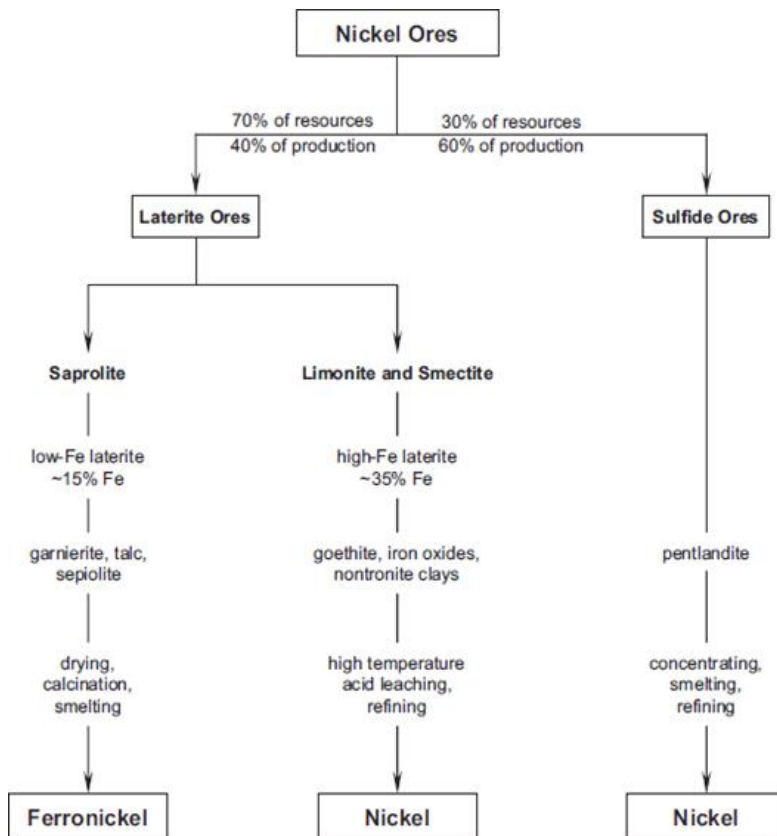 Nickel Ores
70% of resources
30% of resources
40% of production
60% of production
Laterite Ores
Sulfide Ores
Saprolite
Limonite and Smectite
low-Fe laterite
~15% Fe
high-Fe laterite
~35% Fe
garnierite, talc,
sepiolite
goethite, iron oxides,
nontronite clays
pentlandite
drying,
calcination,
smelting
high temperature
acid leaching,
refining
concentrating,
smelting,
refining
Ferronickel
Nickel
Nickel